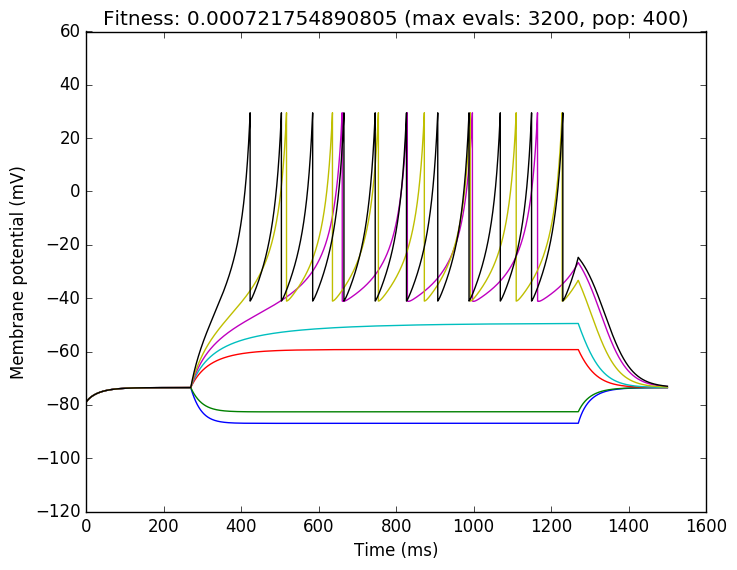 Fitness: 0.000721754890805 (max evals: 3200, pop: 400)
60
40
20
0
−20
−40
−60
−80
−100
−120
Membrane potential (mV)
0 200 400 600 800 1000 1200 1400 1600
Time (ms)